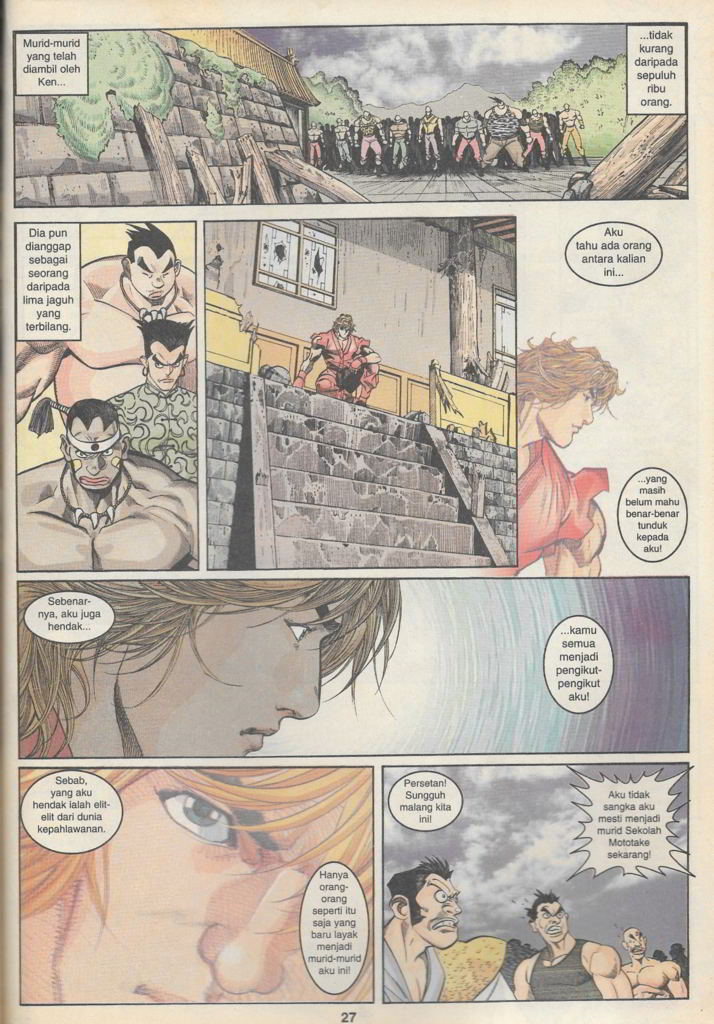 Murid-murid
yang telah
diambil oleh
Ken...
...tidak
kurang
daripada
sepuluh
ribu
orang.
Dia pun
dianggap
sebagai
seorang
daripada
lima jaguh
yang
terbilang.
Aku
tahu ada orang
antara kalian
ini...
...yang
masih
belum mahu
benar-benar
tunduk
kepada
aku!
Sebenar-
nya, aku juga
hendak...
...kamu
semua
menjadi
pengikut-
pengikut
aku!
Sebab,
yang aku
hendak ialah elit-
elit dari dunia
kepahlawanan.
Hanya
orang-
orang
seperti itu
saja yang
baru layak
menjadi
murid-murid
aku ini!
Persetan!
Sungguh
malang kita
ini!
Aku tidak
sangka aku
mesti menjadi
murid Sekolah
Mototake
sekarang!
27